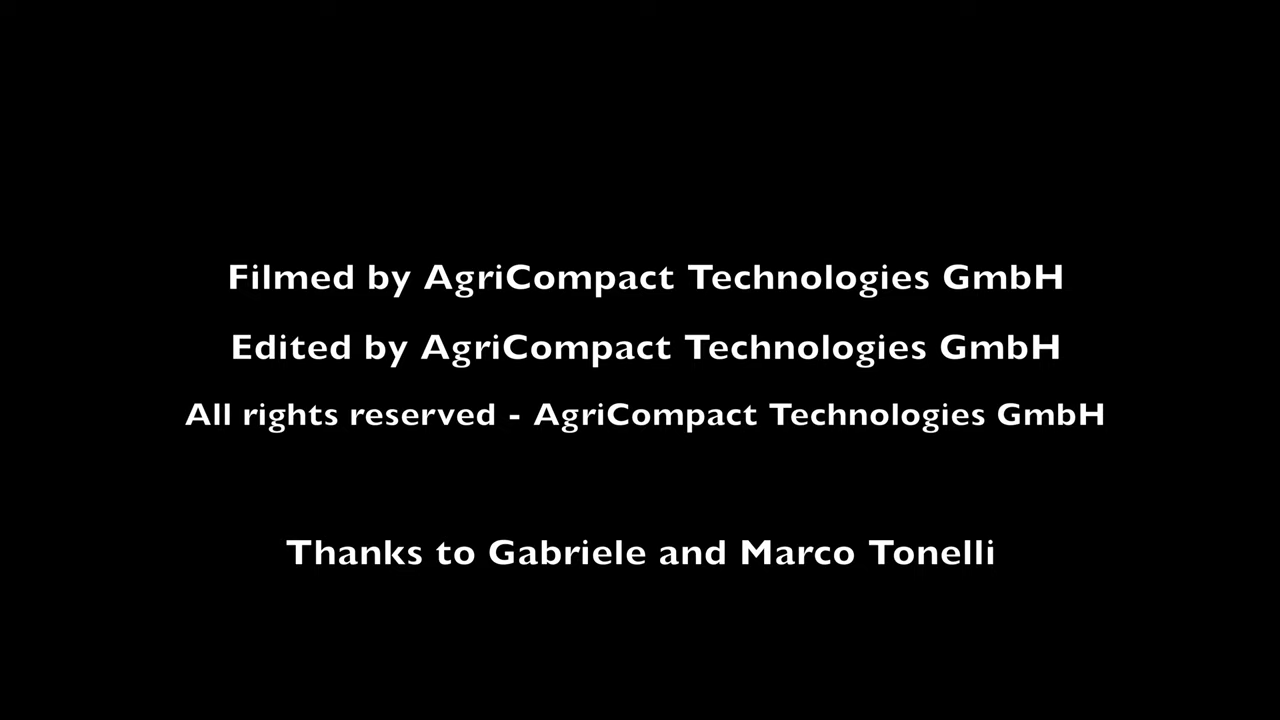 Filmed by AgriCompact Technologies GmbH
Edited by AgriCompact Technologies GmbH
All rights reserved - AgriCompact Technologies GmbH
Thanks to Gabriele and Marco Tonelli